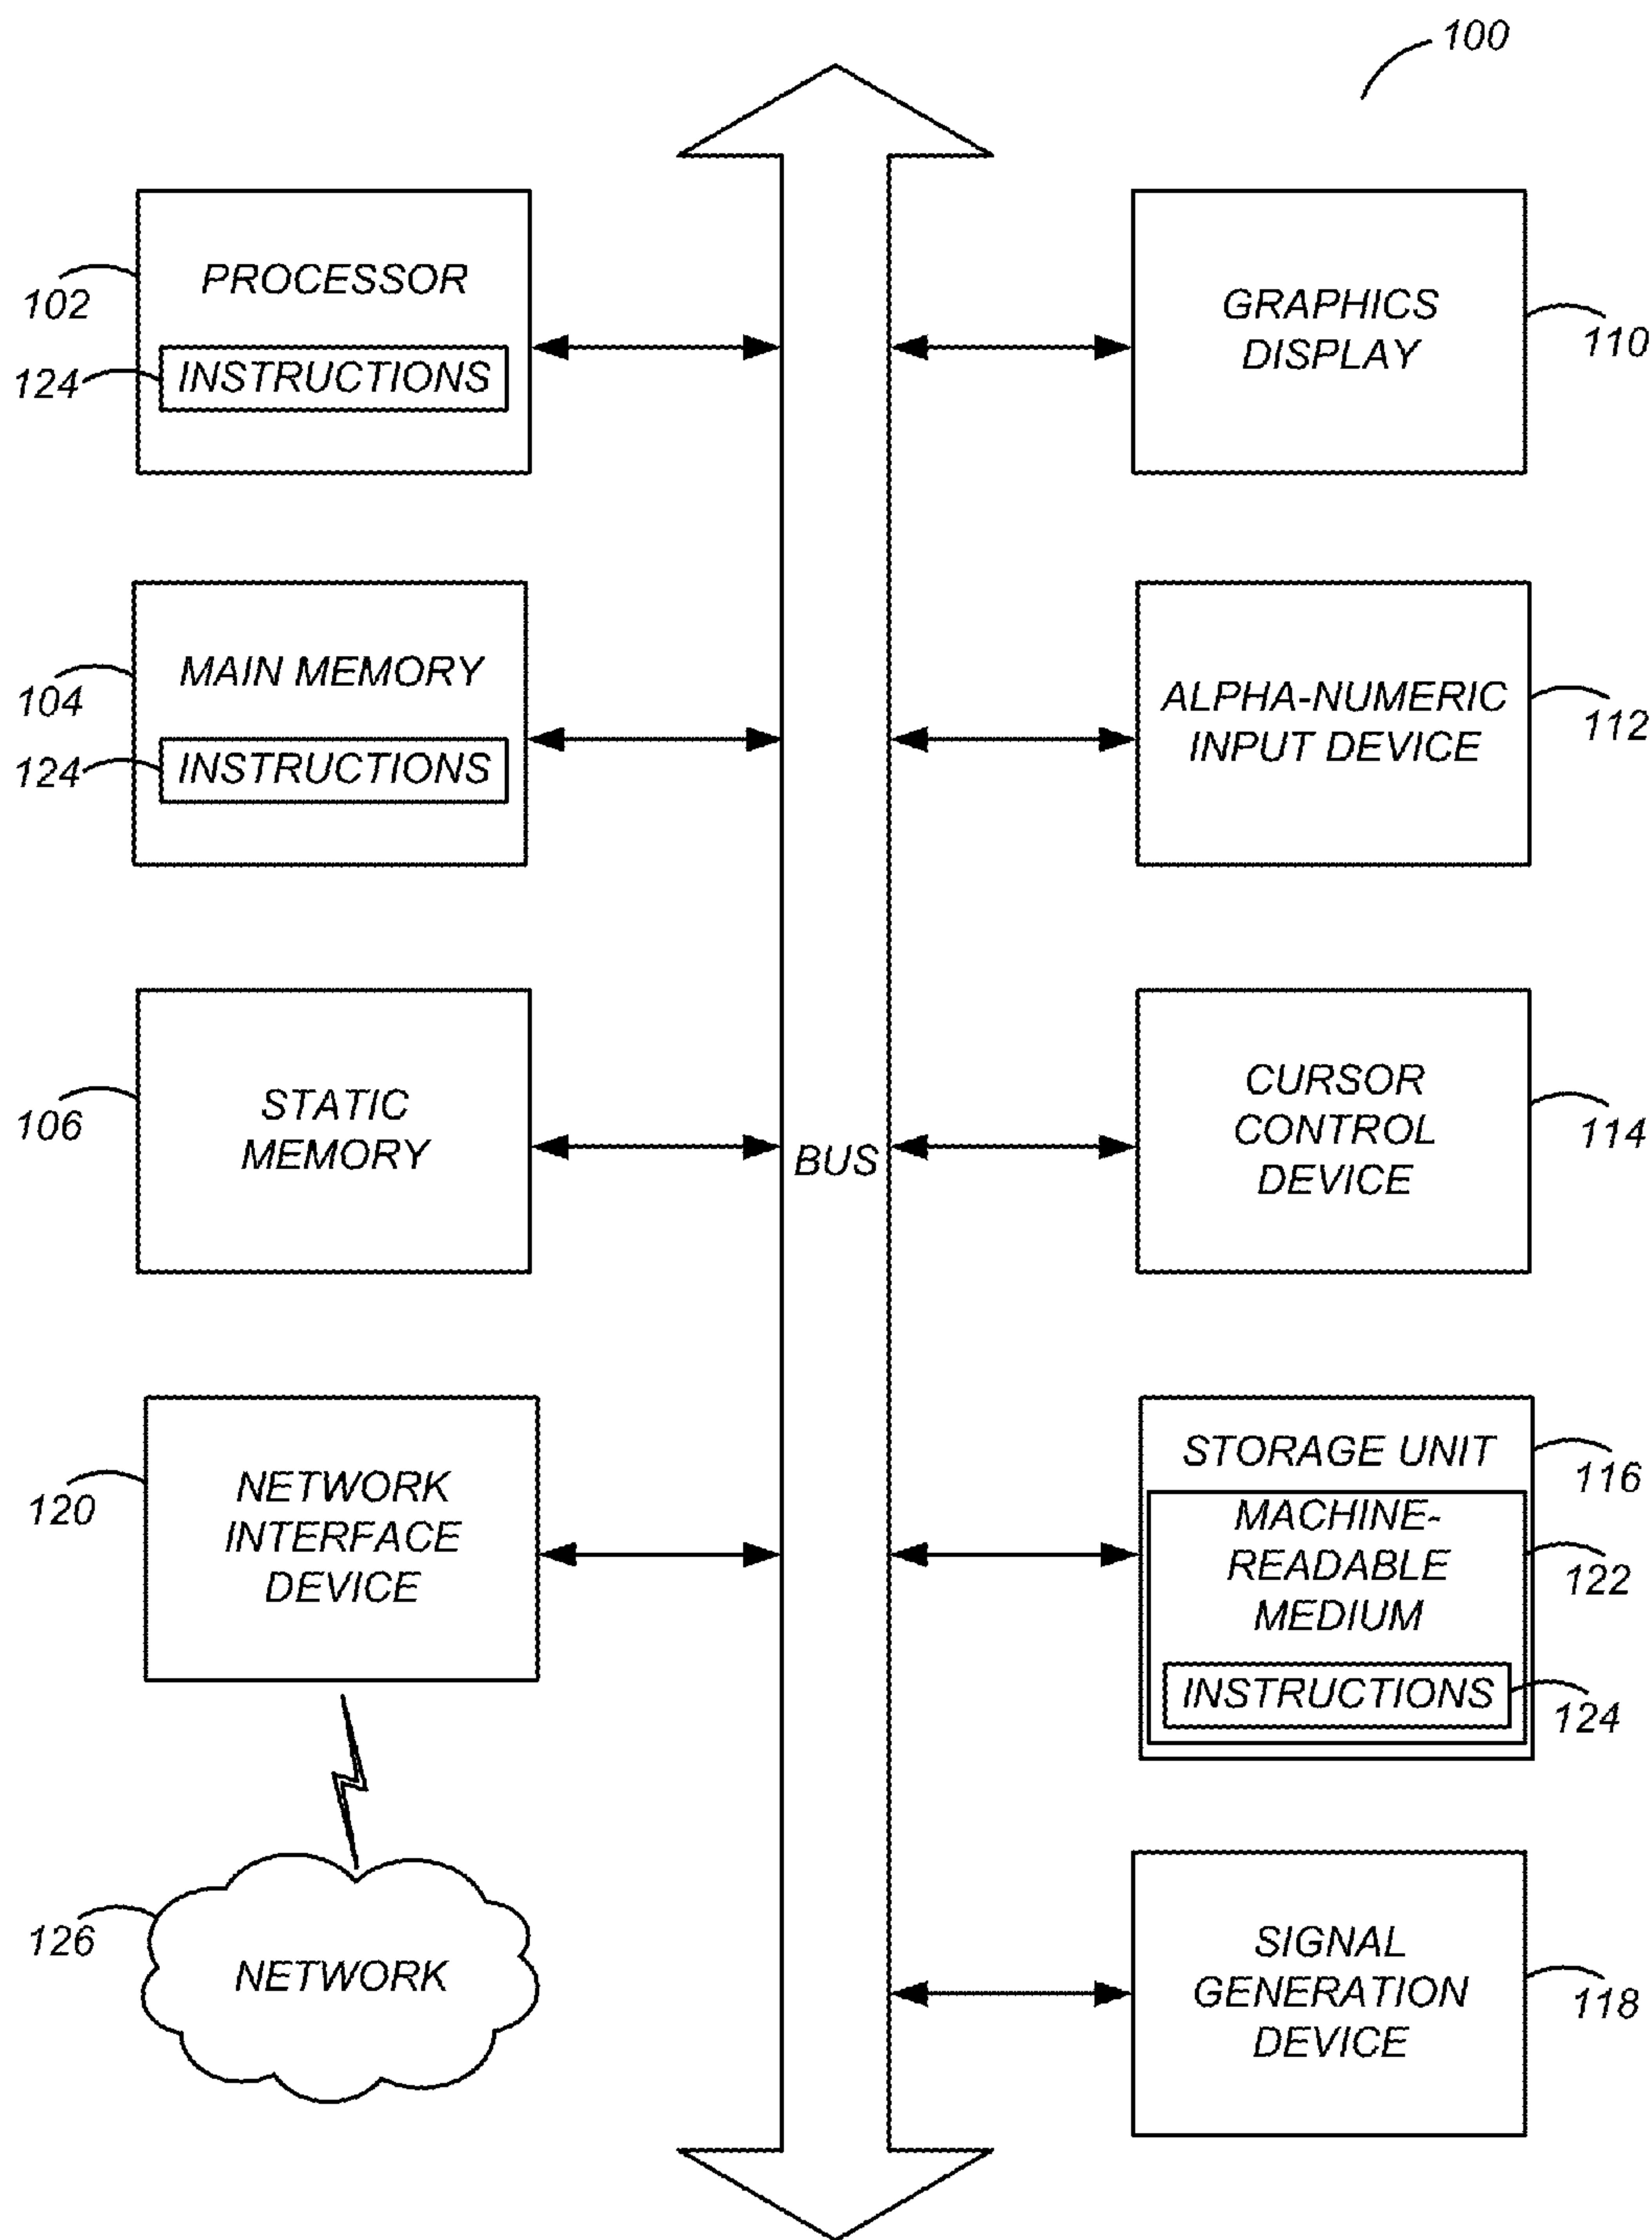 100
PROCESSOR
102
124
INSTRUCTIONS
GRAPHICS
DISPLAY
110
MAIN MEMORY
104
124
INSTRUCTIONS
ALPHA-NUMERIC
INPUT DEVICE
112
STATIC
MEMORY
106
BUS
CURSOR
CONTROL
DEVICE
114
NETWORK
INTERFACE
DEVICE
120
STORAGE UNIT
116
MACHINE-
READABLE
MEDIUM
122
INSTRUCTIONS
124
126
NETWORK
SIGNAL
GENERATION
DEVICE
118